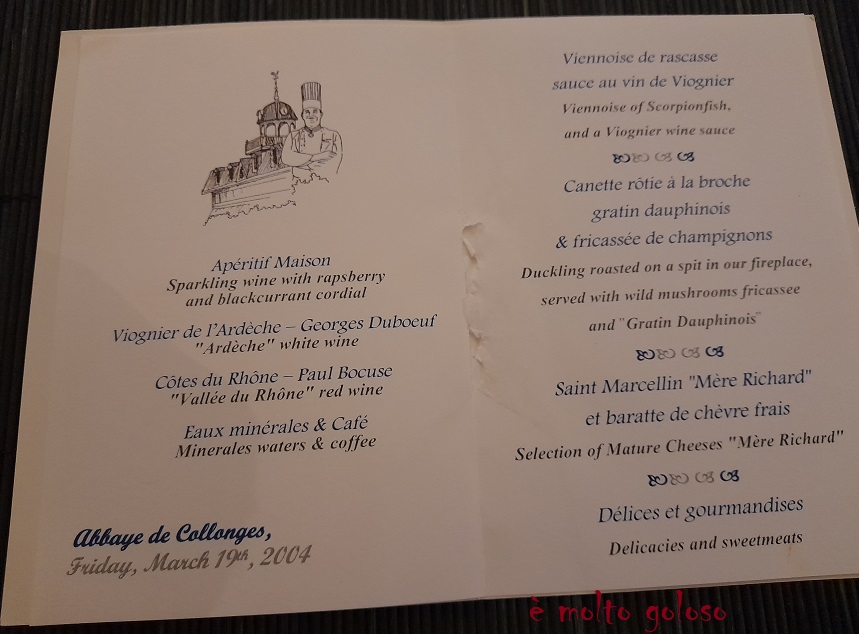 Apéritif Maison
Sparkling wine with rapsberry
and blackcurrant cordial
Viognier de l'Ardèche – Georges Duboeuf
"Ardèche" white wine
Côtes du Rhône – Paul Bocuse
"Vallée du Rhône" red wine
Eaux minérales & Café
Minerales waters & coffee
Abbaye de Collonges,
Friday, March 19th, 2004
Viennoise de rascasse
sauce au vin de Viognier
Viennoise of Scorpionfish,
and a Viognier wine sauce
Canette rôtie à la broche
gratin dauphinois
& fricassée de champignons
Duckling roasted on a spit in our fireplace,
served with wild mushrooms fricassee
and "Gratin Dauphinois"
Saint Marcellin "Mère Richard"
et baratte de chèvre frais
Selection of Mature Cheeses "Mère Richard"
Délices et gourmandises
Delicacies and sweetmeats
è molto goloso